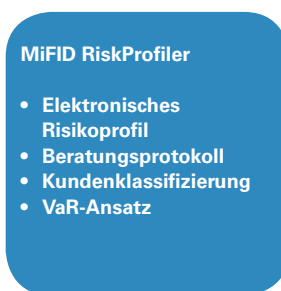 MiFID RiskProfiler
• Elektronisches
Risikoprofil
• Beratungsprotokoll
• Kundenklassifizierung
• VaR-Ansatz